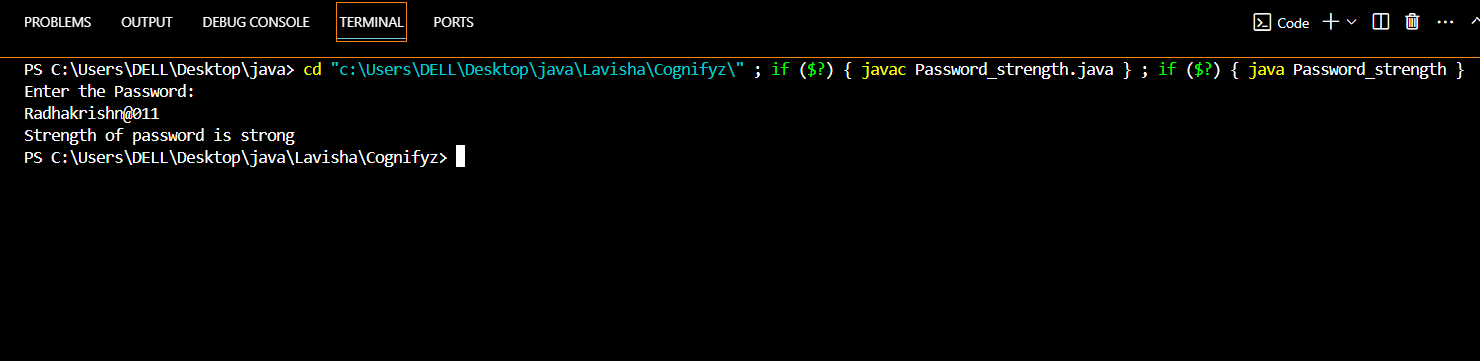 PROBLEMS OUTPUT DEBUG CONSOLE TERMINAL PORTS Code
PS C:\Users\DELL\Desktop\java> cd "c:\Users\DELL\Desktop\java\Lavisha\Cognifyz\" ; if ($?) { javac Password_strength.java } ; if ($?) { java Password_strength }
Enter the Password:
Radhakrishn@011
Strength of password is strong
PS C:\Users\DELL\Desktop\java\Lavisha\Cognifyz>